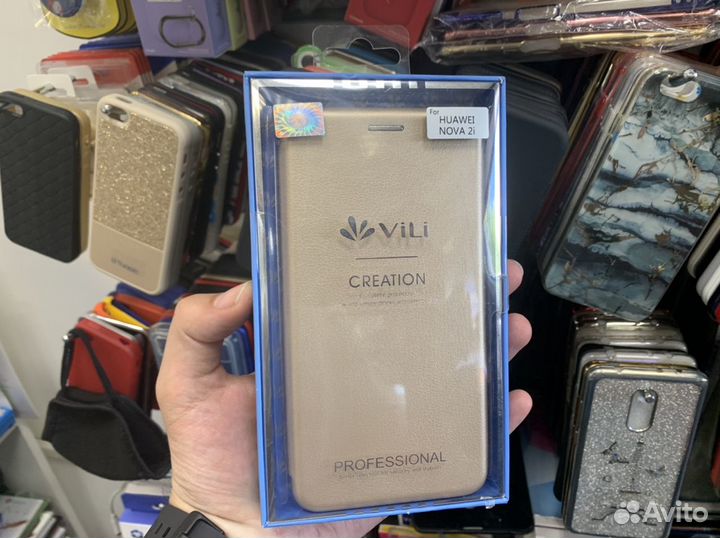 For
HUAWEI
NOVA 2i
ViLi
CREATION
PROFESSIONAL
Avito